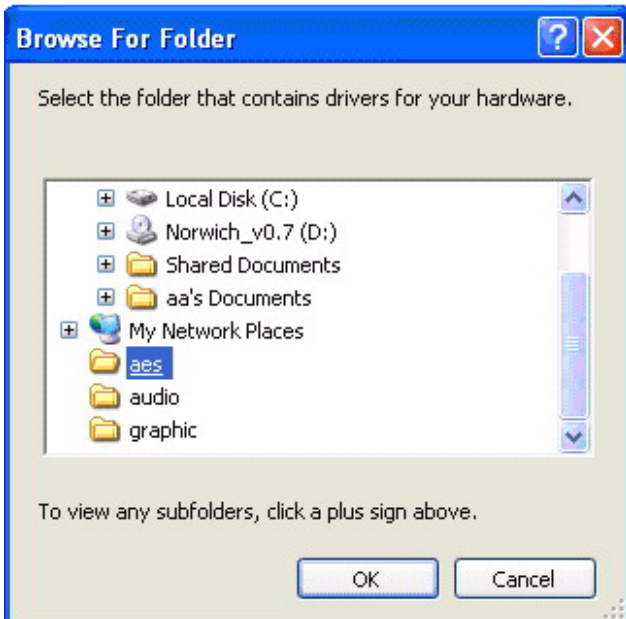 Browse For Folder
Select the folder that contains drivers for your hardware.
Local Disk (C:)
Norwich_v0.7 (D:)
Shared Documents
aa's Documents
My Network Places
aes
audio
graphic
To view any subfolders, click a plus sign above.
OK Cancel